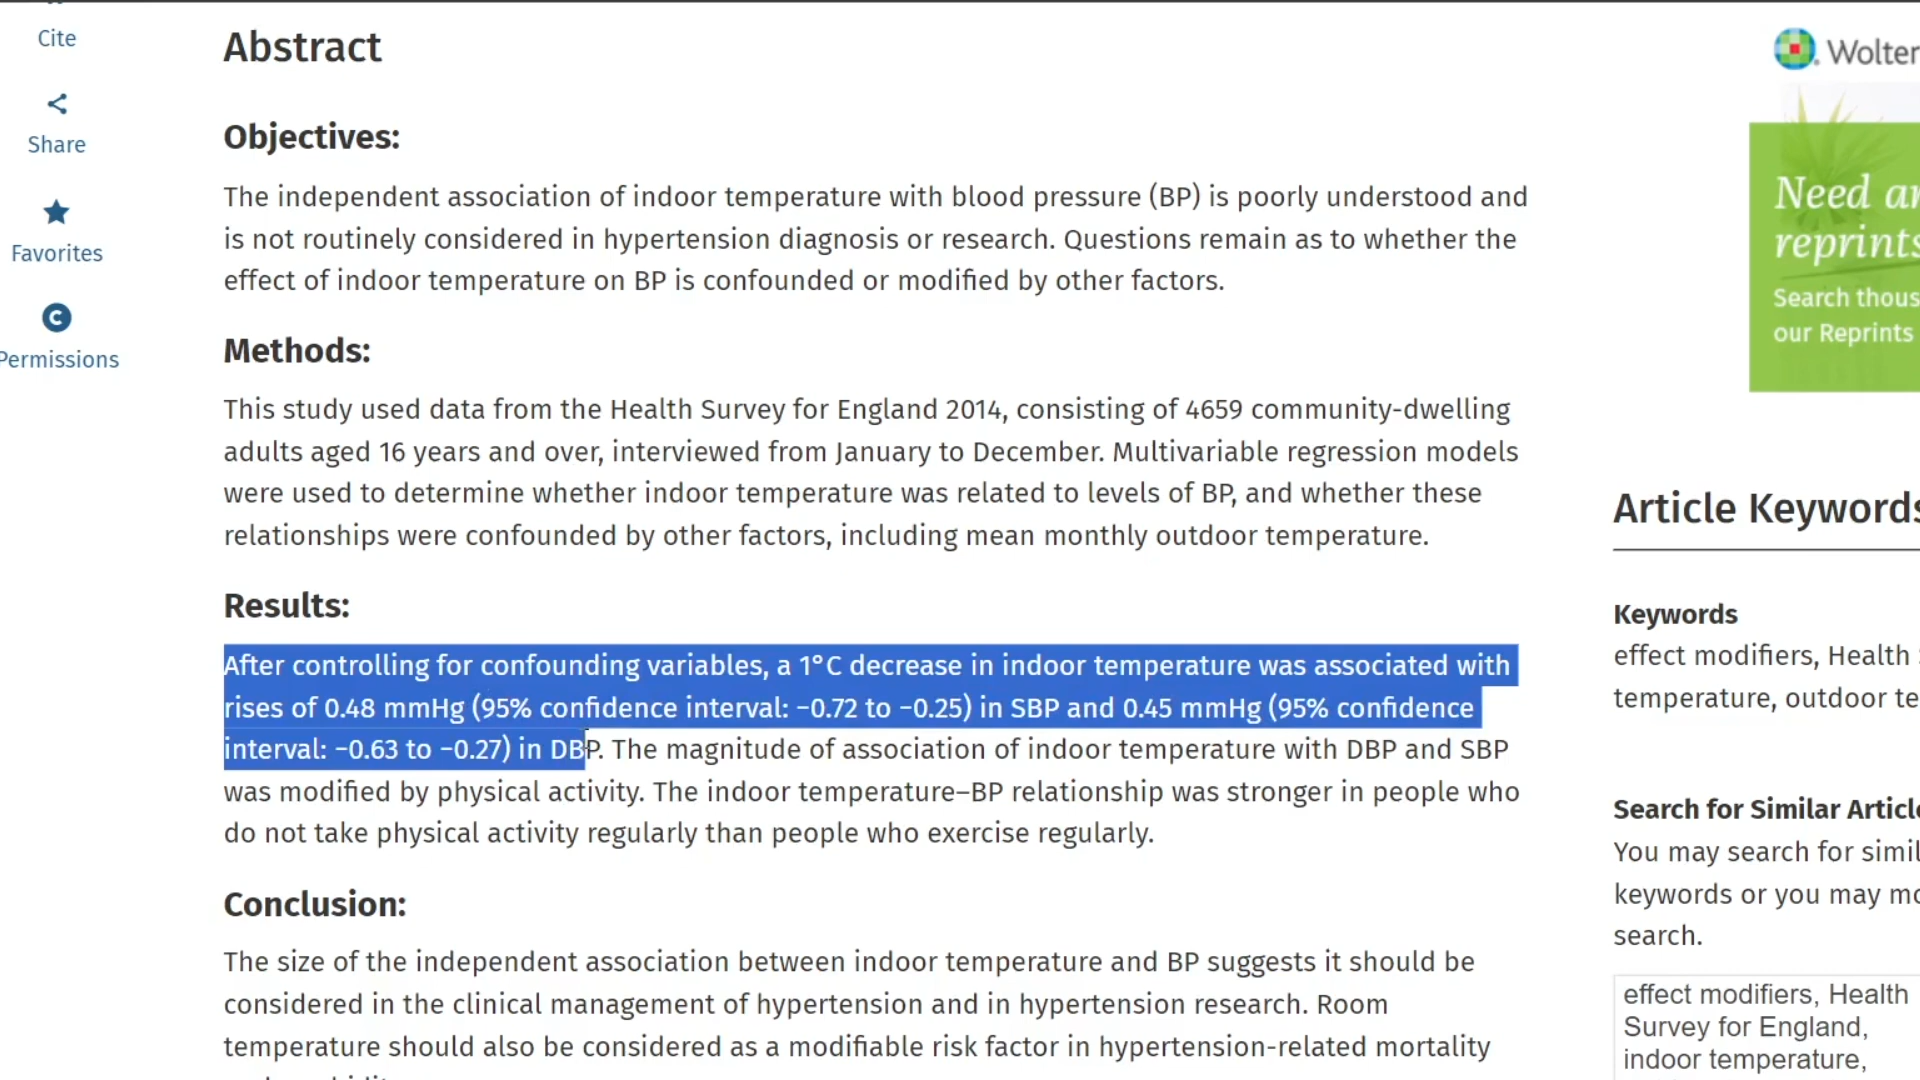 Cite
Share
Favorites
Permissions
Abstract
Objectives:
The independent association of indoor temperature with blood pressure (BP) is poorly understood and
is not routinely considered in hypertension diagnosis or research. Questions remain as to whether the
effect of indoor temperature on BP is confounded or modified by other factors.
Methods:
This study used data from the Health Survey for England 2014, consisting of 4659 community-dwelling
adults aged 16 years and over, interviewed from January to December. Multivariable regression models
were used to determine whether indoor temperature was related to levels of BP, and whether these
relationships were confounded by other factors, including mean monthly outdoor temperature.
Results:
After controlling for confounding variables, a 1°C decrease in indoor temperature was associated with
rises of 0.48 mmHg (95% confidence interval: −0.72 to −0.25) in SBP and 0.45 mmHg (95% confidence
interval: −0.63 to −0.27) in DBP. The magnitude of association of indoor temperature with DBP and SBP
was modified by physical activity. The indoor temperature–BP relationship was stronger in people who
do not take physical activity regularly than people who exercise regularly.
Conclusion:
The size of the independent association between indoor temperature and BP suggests it should be
considered in the clinical management of hypertension and in hypertension research. Room
temperature should also be considered as a modifiable risk factor in hypertension-related mortality
Wolter
Need
reprints
Search thous
our Reprints
Article Keywords
Keywords
effect modifiers, Health
temperature, outdoor te
Search for Similar Article
You may search for simil
keywords or you may mo
search.
effect modifiers, Health
Survey for England,
indoor temperature,